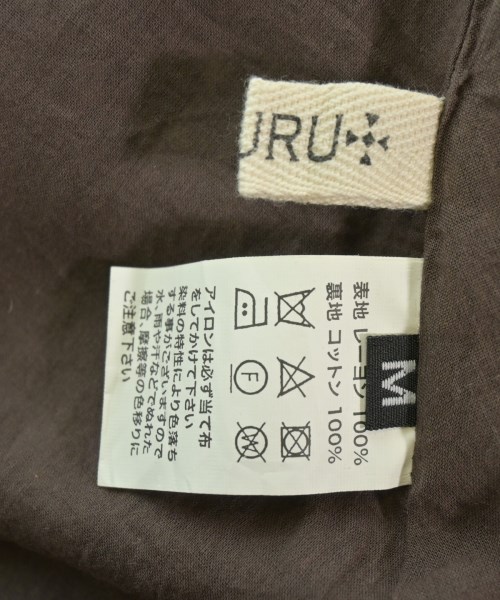 URU
M
表地 レーヨン 100%
裏地 コットン 100%
F
W
アイロンは必ず当て布
をしてかけて下さい
染料の特性により色落ち
する事がございますので
水、雨や汗などでぬれた
場合、摩擦等の色移りに
ご注意下さい